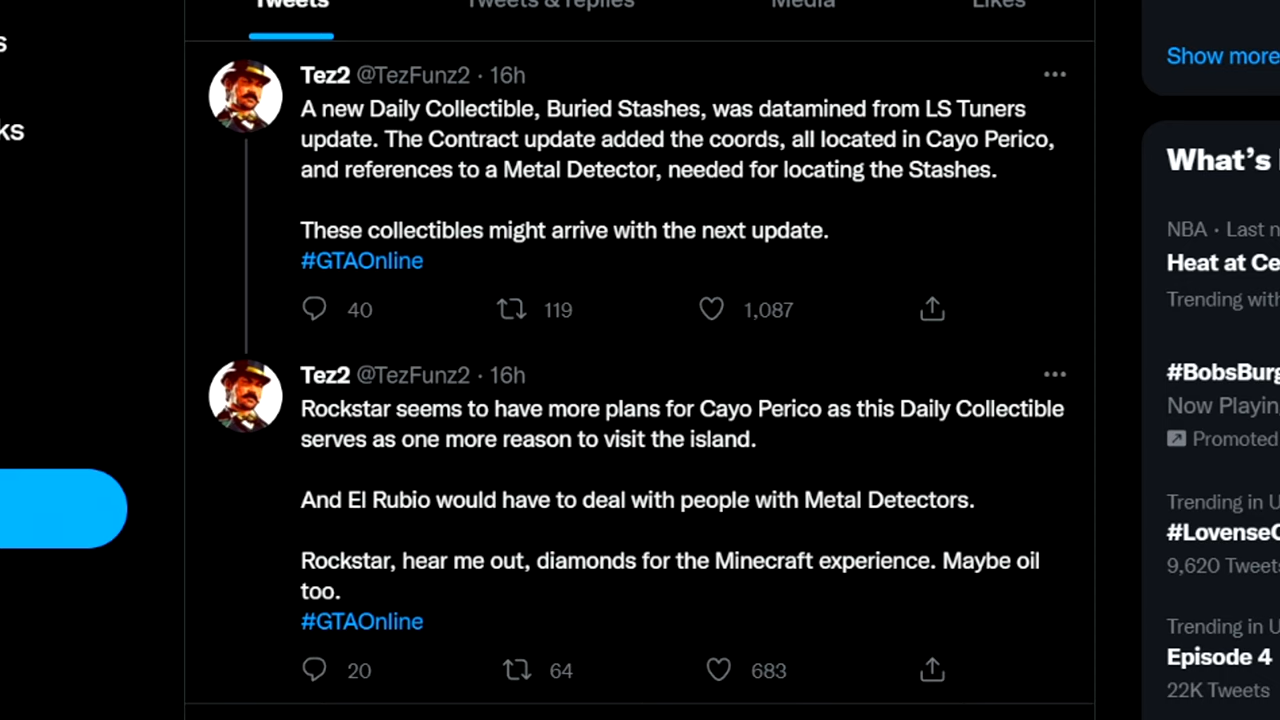 Tweets
Tweets & replies
Media
Likes
Tez2 @TezFunz2 · 16h
A new Daily Collectible, Buried Stashes, was datamined from LS Tuners
update. The Contract update added the coords, all located in Cayo Perico,
and references to a Metal Detector, needed for locating the Stashes.
These collectibles might arrive with the next update.
#GTAOnline
40
119
1,087
Tez2 @TezFunz2 · 16h
Rockstar seems to have more plans for Cayo Perico as this Daily Collectible
serves as one more reason to visit the island.
And El Rubio would have to deal with people with Metal Detectors.
Rockstar, hear me out, diamonds for the Minecraft experience. Maybe oil
too.
#GTAOnline
20
64
683
Show more
What's
NBA · Last
Heat at
Trending
Now
Promoted
Trending in
9,620 Tweets
Trending in
Episode 4
22K Tweets